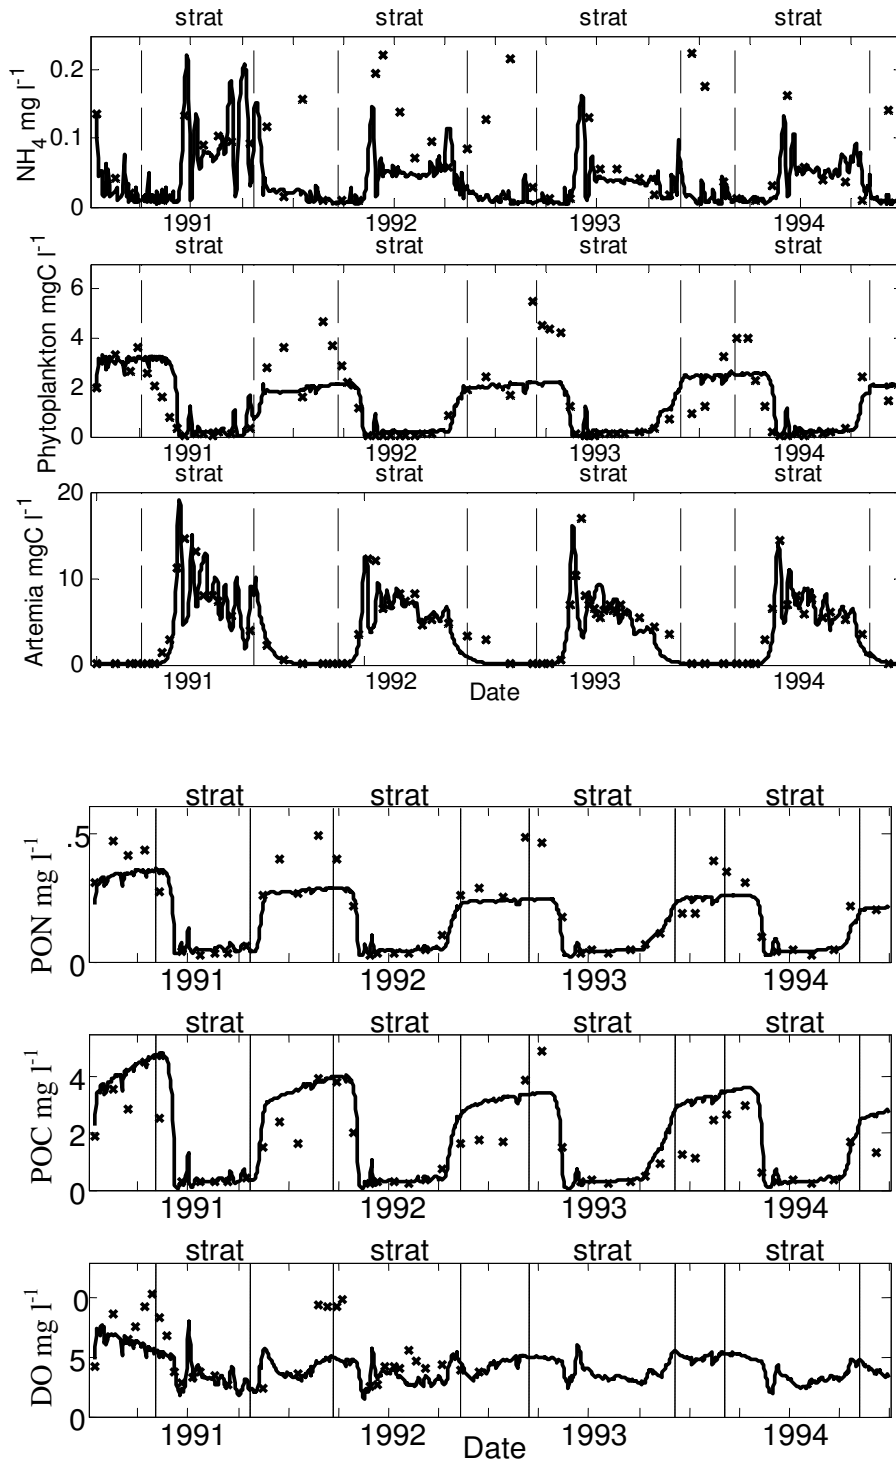 strat strat strat strat
NH4 mg l-1
0.2
0.1
0
1991 1992 1993 1994
strat strat strat strat
Phytoplankton mgC l-1
6
4
2
0
1991 1992 1993 1994
strat strat strat strat
Artemia mgC l-1
20
10
0
1991 1992 1993 1994
Date
strat strat strat strat
PON mg l-1
.5
0
1991 1992 1993 1994
strat strat strat strat
POC mg l-1
4
2
0
1991 1992 1993 1994
strat strat strat strat
DO mg l-1
0
5
0
1991 1992 1993 1994
Date